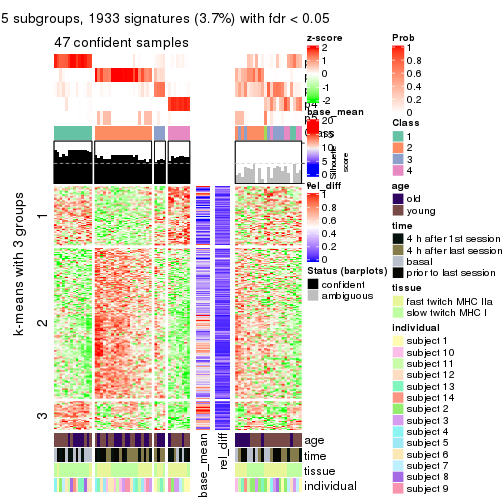 5 subgroups, 1933 signatures (3.7%) with fdr < 0.05
47 confident samples
k-means with 3 groups
1
2
3
base_mean
rel_diff
age
time
tissue
individual
z-score
2
1
0
-1
-2
base_mean
20
15
10
5
0
Silhouette
score
rel_diff
1
0.8
0.6
0.4
0.2
0
Status (barplots)
confident
ambiguous
Prob
1
0.8
0.6
0.4
0.2
0
Class
1
2
3
4
age
old
young
time
4 h after 1st session
4 h after last session
basal
prior to last session
tissue
fast twitch MHC IIa
slow twitch MHC I
individual
subject 1
subject 10
subject 11
subject 12
subject 13
subject 14
subject 2
subject 3
subject 4
subject 5
subject 6
subject 7
subject 8
subject 9